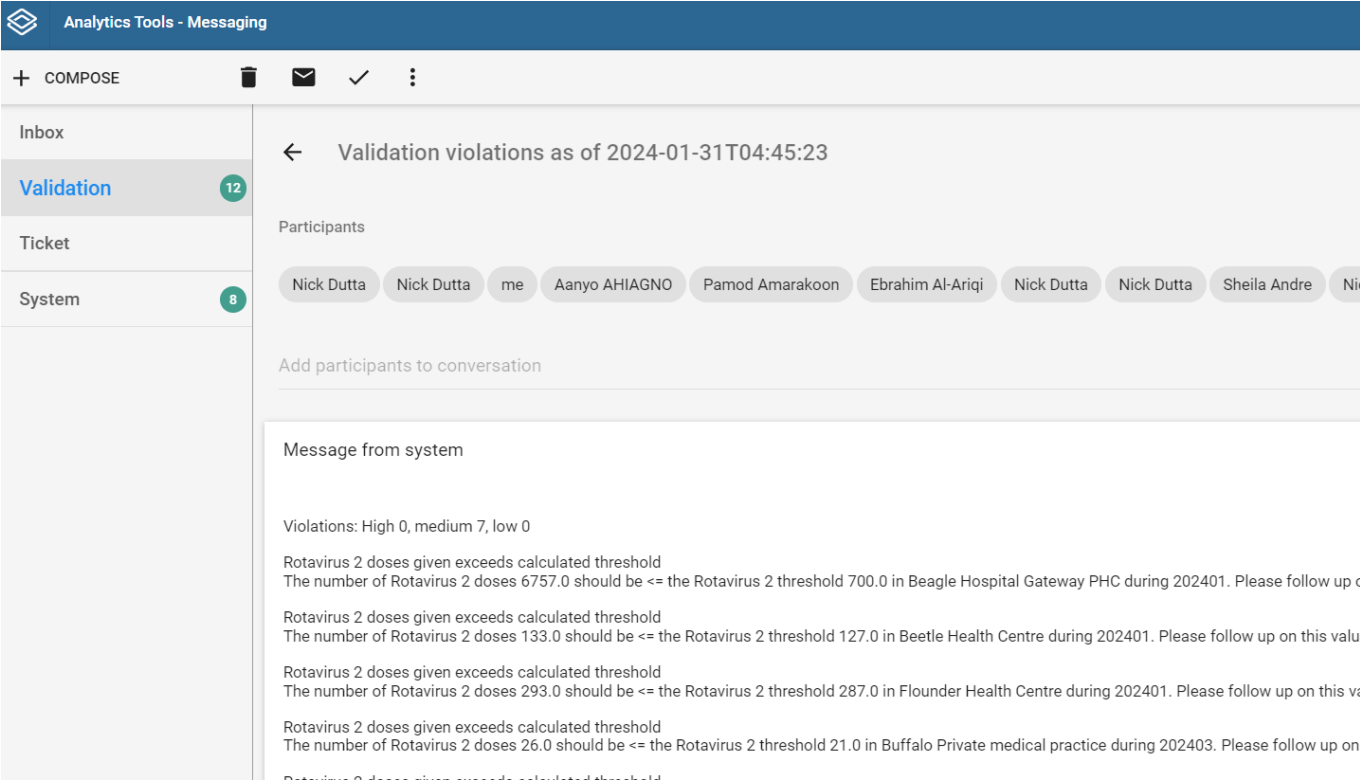 Analytics Tools - Messaging
COMPOSE
Inbox
Validation 12
Ticket
System 8
Validation violations as of 2024-01-31T04:45:23
Participants
Nick Dutta Nick Dutta me Aanyo AHIAGNO Pamod Amarakoon Ebrahim Al-Ariqi Nick Dutta Nick Dutta Sheila Andre
Add participants to conversation
Message from system
Violations: High 0, medium 7, low 0
Rotavirus 2 doses given exceeds calculated threshold
The number of Rotavirus 2 doses 6757.0 should be <= the Rotavirus 2 threshold 700.0 in Beagle Hospital Gateway PHC during 202401. Please follow up
Rotavirus 2 doses given exceeds calculated threshold
The number of Rotavirus 2 doses 133.0 should be <= the Rotavirus 2 threshold 127.0 in Beetle Health Centre during 202401. Please follow up on this valu
Rotavirus 2 doses given exceeds calculated threshold
The number of Rotavirus 2 doses 293.0 should be <= the Rotavirus 2 threshold 287.0 in Flounder Health Centre during 202401. Please follow up on this
Rotavirus 2 doses given exceeds calculated threshold
The number of Rotavirus 2 doses 26.0 should be <= the Rotavirus 2 threshold 21.0 in Buffalo Private medical practice during 202403. Please follow up on